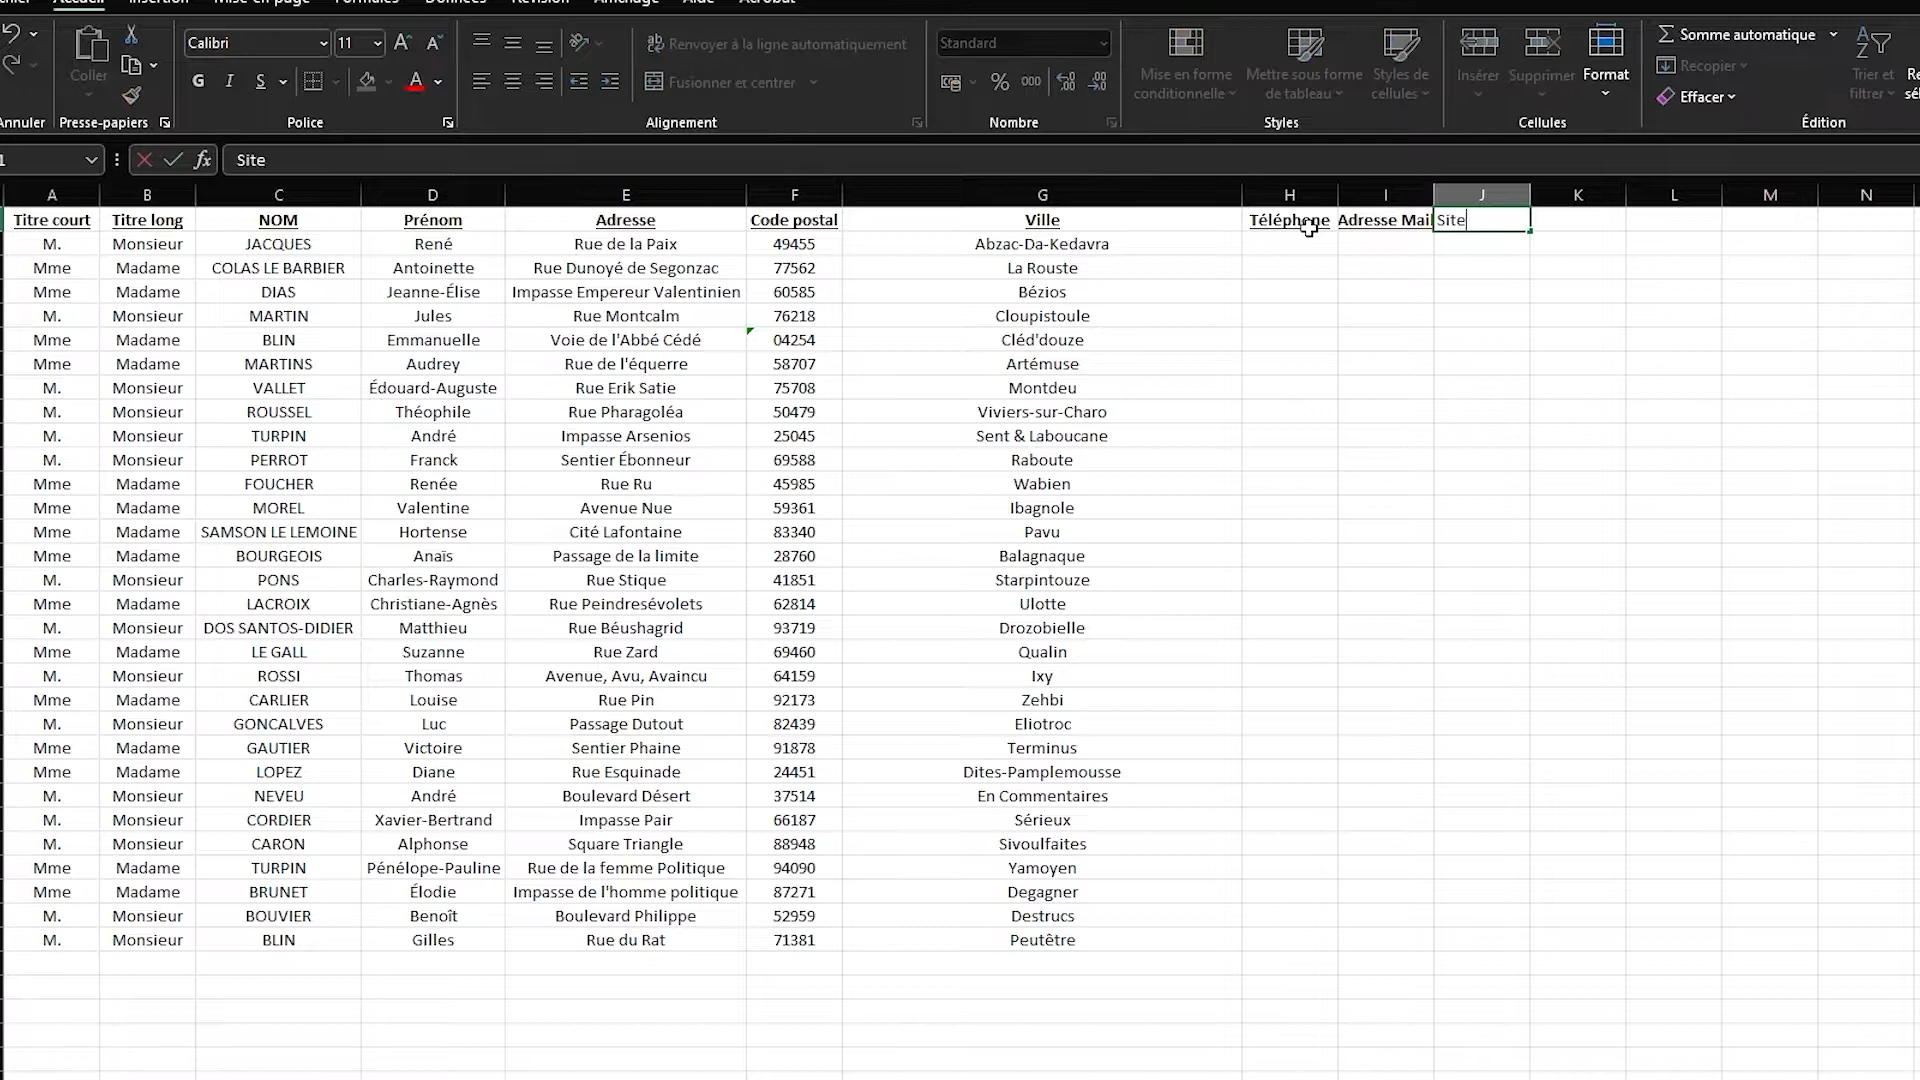 Accueil Insertion Mise en page Formules Données Révision Affichage Aide Acrobat
Calibri 11 Renvoyer à la ligne automatiquement Standard Somme automatique
Coller G I S Fusionner et centrer % 000 Mise en forme conditionnelle Mettre sous forme de tableau Styles de cellules Insérer Supprimer Format Recopier Trier et filtrer
Effacer
Annuler Presse-papiers Police Alignement Nombre Styles Cellules Édition
1 fx Site
A B C D E F G H I J K L M N
Titre court Titre long NOM Prénom Adresse Code postal Ville Téléphone Adresse Mail Site
M. Monsieur JACQUES René Rue de la Paix 49455 Abzac-Da-Kedavra
Mme Madame COLAS LE BARBIER Antoinette Rue Dunoyé de Segonzac 77562 La Rouste
Mme Madame DIAS Jeanne-Élise Impasse Empereur Valentinien 60585 Bézios
M. Monsieur MARTIN Jules Rue Montcalm 76218 Cloupistoule
Mme Madame BLIN Emmanuelle Voie de l'Abbé Cédé 04254 Cléd'douze
Mme Madame MARTINS Audrey Rue de l'équerre 58707 Artémuse
M. Monsieur VALLET Édouard-Auguste Rue Erik Satie 75708 Montdeu
M. Monsieur ROUSSEL Théophile Rue Pharagoléa 50479 Viviers-sur-Charo
M. Monsieur TURPIN André Impasse Arsenios 25045 Sent & Laboucane
M. Monsieur PERROT Franck Sentier Ébonneur 69588 Raboute
Mme Madame FOUCHER Renée Rue Ru 45985 Wabien
Mme Madame MOREL Valentine Avenue Nue 59361 Ibagnole
Mme Madame SAMSON LE LEMOINE Hortense Cité Lafontaine 83340 Pavu
Mme Madame BOURGEOIS Anaïs Passage de la limite 28760 Balagnaque
M. Monsieur PONS Charles-Raymond Rue Stique 41851 Starpintouze
Mme Madame LACROIX Christiane-Agnès Rue Peindresévolets 62814 Ulotte
M. Monsieur DOS SANTOS-DIDIER Matthieu Rue Béushagrid 93719 Drozobielle
Mme Madame LE GALL Suzanne Rue Zard 69460 Qualin
M. Monsieur ROSSI Thomas Avenue, Avu, Avaincu 64159 Ixy
Mme Madame CARLIER Louise Rue Pin 92173 Zehbi
M. Monsieur GONCALVES Luc Passage Dutout 82439 Eliotroc
Mme Madame GAUTIER Victoire Sentier Phaine 91878 Terminus
Mme Madame LOPEZ Diane Rue Esquinade 24451 Dites-Pamplemousse
M. Monsieur NEVEU André Boulevard Désert 37514 En Commentaires
M. Monsieur CORDIER Xavier-Bertrand Impasse Pair 66187 Sérieux
M. Monsieur CARON Alphonse Square Triangle 88948 Sivoulfaites
Mme Madame TURPIN Pénélope-Pauline Rue de la femme Politique 94090 Yamoyen
Mme Madame BRUNET Élodie Impasse de l'homme politique 87271 Degagner
M. Monsieur BOUVIER Benoît Boulevard Philippe 52959 Destrucs
M. Monsieur BLIN Gilles Rue du Rat 71381 Peutêtre